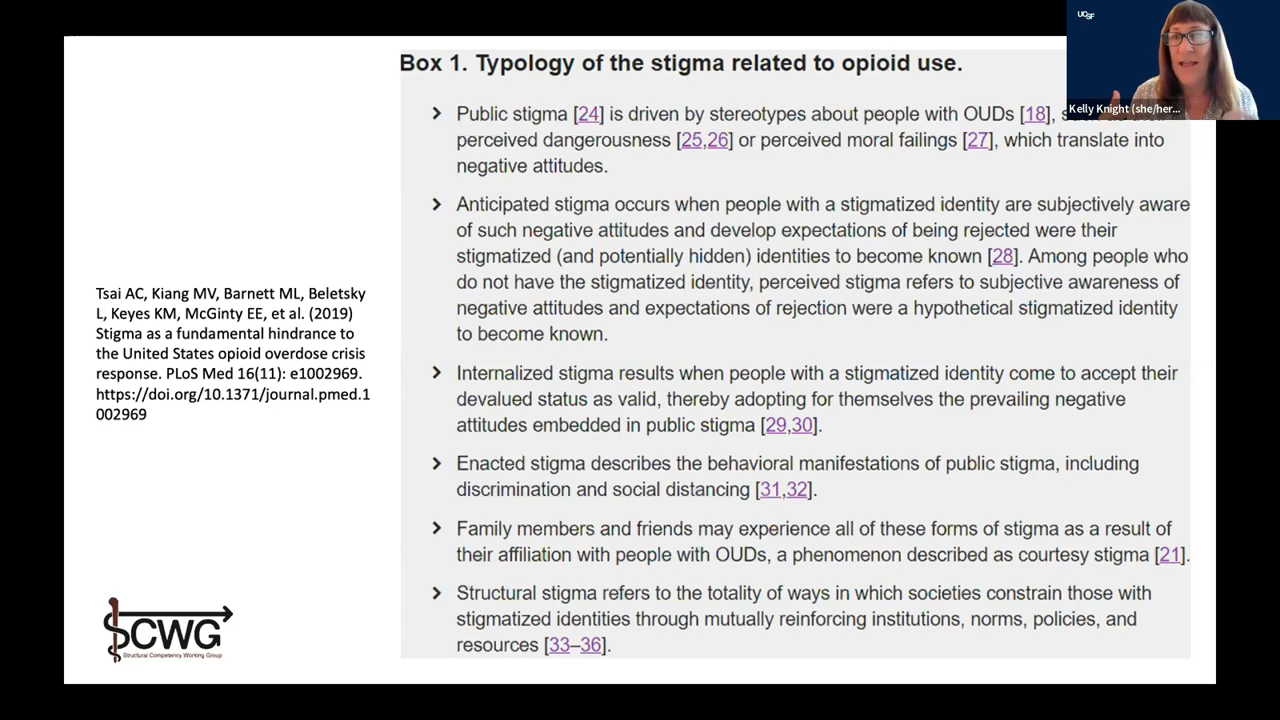 Box 1. Typology of the stigma related to opioid use.
Public stigma [24] is driven by stereotypes about people with OUDs [18],
perceived dangerousness [25,26] or perceived moral failings [27], which translate into
negative attitudes.
Anticipated stigma occurs when people with a stigmatized identity are subjectively aware
of such negative attitudes and develop expectations of being rejected were their
stigmatized (and potentially hidden) identities to become known [28]. Among people who
do not have the stigmatized identity, perceived stigma refers to subjective awareness of
negative attitudes and expectations of rejection were a hypothetical stigmatized identity
to become known.
Internalized stigma results when people with a stigmatized identity come to accept their
devalued status as valid, thereby adopting for themselves the prevailing negative
attitudes embedded in public stigma [29,30].
Enacted stigma describes the behavioral manifestations of public stigma, including
discrimination and social distancing [31,32].
Family members and friends may experience all of these forms of stigma as a result of
their affiliation with people with OUDs, a phenomenon described as courtesy stigma [21].
Structural stigma refers to the totality of ways in which societies constrain those with
stigmatized identities through mutually reinforcing institutions, norms, policies, and
resources [33–36].
Tsai AC, Kiang MV, Barnett ML, Beletsky
L, Keyes KM, McGinty EE, et al. (2019)
Stigma as a fundamental hindrance to
the United States opioid overdose crisis
response. PLoS Med 16(11): e1002969.
https://doi.org/10.1371/journal.pmed.1
002969
SCWG
Structural Competency Working Group
UCSF
Kelly Knight (she/her...